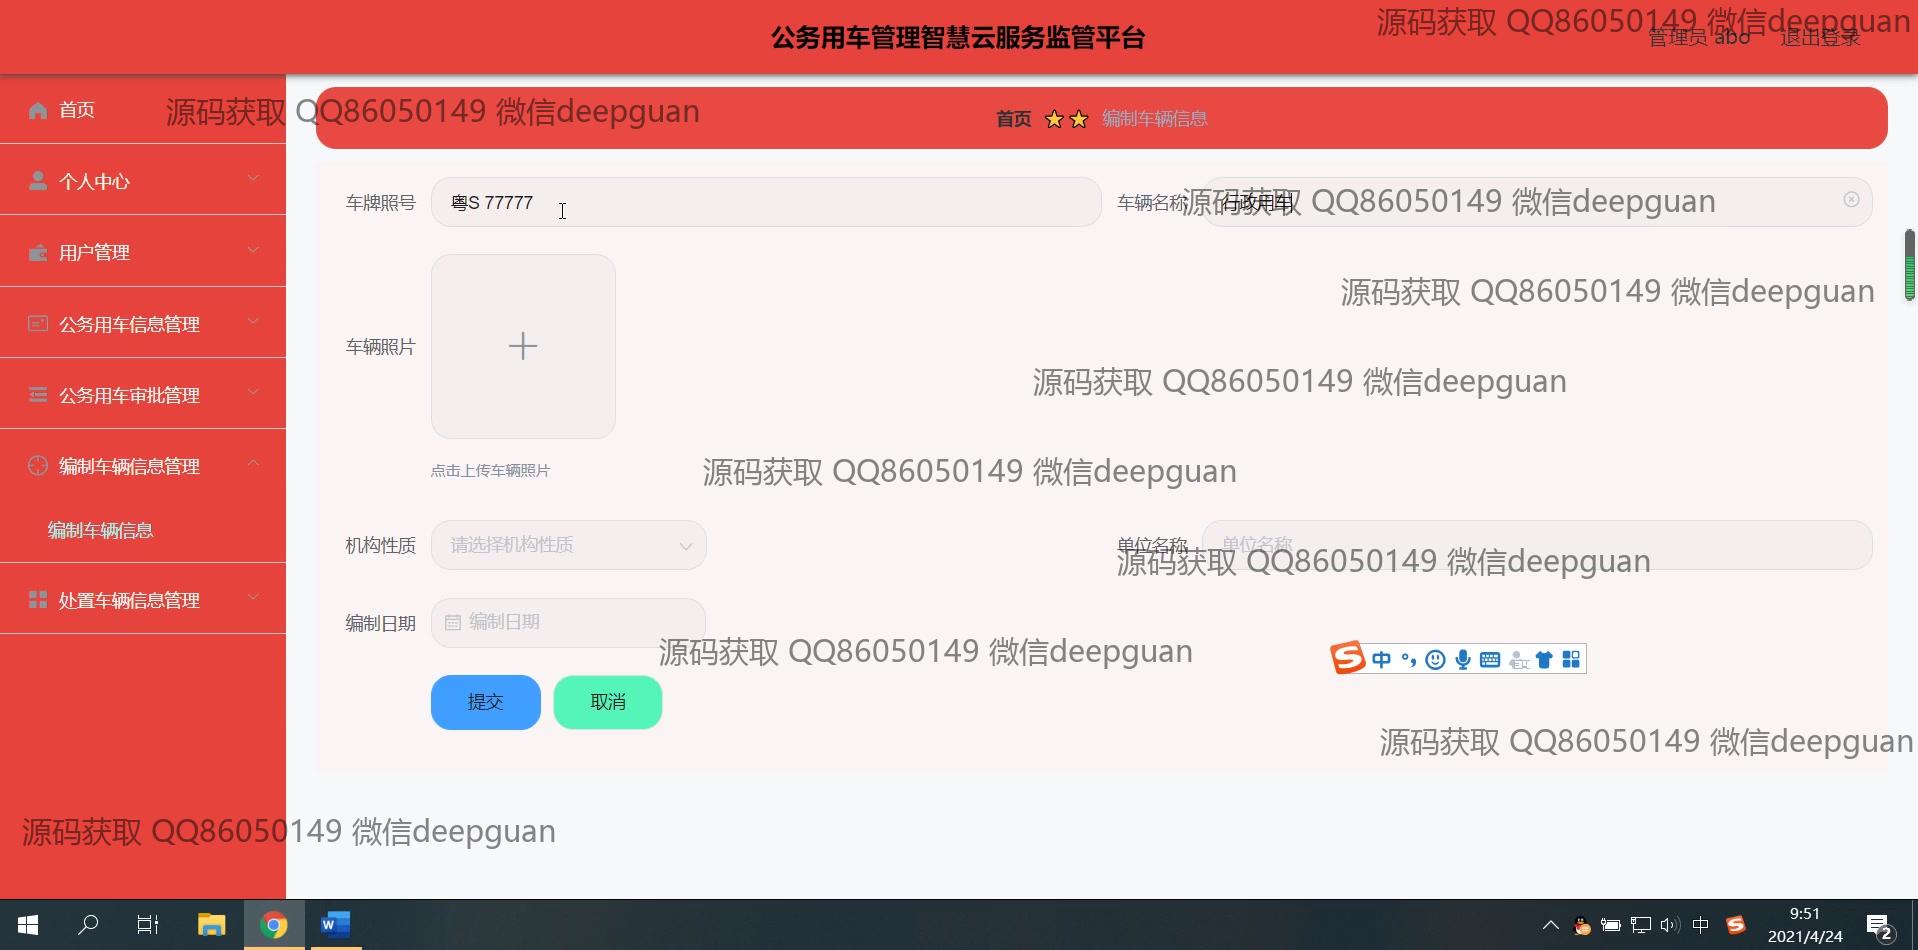 公务用车管理智慧云服务监管平台
源码获取 QQ86050149 微信deepguan
管理员 abo
退出登录
首页
源码获取 QQ86050149 微信deepguan
首页
编制车辆信息
个人中心
用户管理
公务用车信息管理
公务用车审批管理
编制车辆信息管理
编制车辆信息
处置车辆信息管理
车牌照号
粤S 77777
车辆名称
行政用车
源码获取 QQ86050149 微信deepguan
源码获取 QQ86050149 微信deepguan
车辆照片
源码获取 QQ86050149 微信deepguan
点击上传车辆照片
源码获取 QQ86050149 微信deepguan
机构性质
请选择机构性质
单位名称
单位名称
源码获取 QQ86050149 微信deepguan
编制日期
编制日期
源码获取 QQ86050149 微信deepguan
中
提交
取消
源码获取 QQ86050149 微信deepguan
源码获取 QQ86050149 微信deepguan
中
9:51
2021/4/24
2